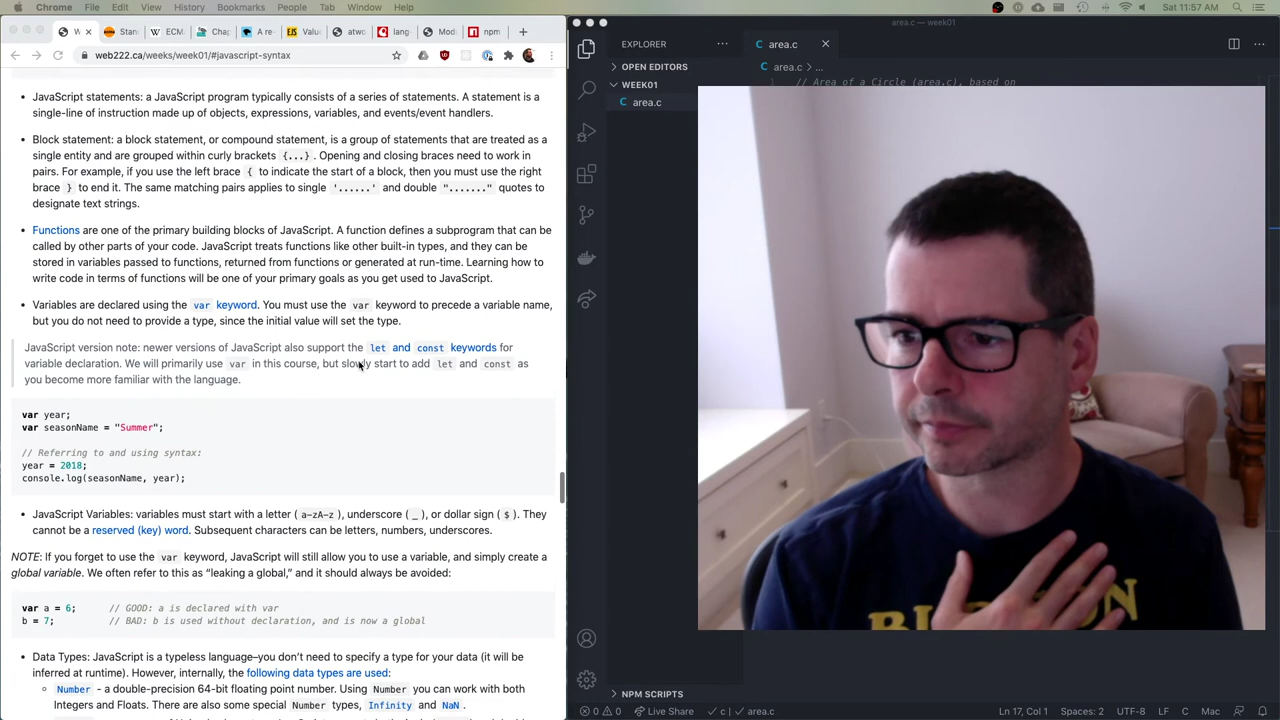 Chrome File Edit View History Bookmarks People Tab Window Help
Sat 11:57 AM
area.c — week01
web222.ca/weeks/week01/#javascript-syntax
JavaScript statements: a JavaScript program typically consists of a series of statements. A statement is a
single-line of instruction made up of objects, expressions, variables, and events/event handlers.
Block statement: a block statement, or compound statement, is a group of statements that are treated as a
single entity and are grouped within curly brackets {...}. Opening and closing braces need to work in
pairs. For example, if you use the left brace { to indicate the start of a block, then you must use the right
brace } to end it. The same matching pairs applies to single '......' and double "......." quotes to
designate text strings.
Functions are one of the primary building blocks of JavaScript. A function defines a subprogram that can be
called by other parts of your code. JavaScript treats functions like other built-in types, and they can be
stored in variables passed to functions, returned from functions or generated at run-time. Learning how to
write code in terms of functions will be one of your primary goals as you get used to JavaScript.
Variables are declared using the var keyword. You must use the var keyword to precede a variable name,
but you do not need to provide a type, since the initial value will set the type.
JavaScript version note: newer versions of JavaScript also support the let and const keywords for
variable declaration. We will primarily use var in this course, but slowly start to add let and const as
you become more familiar with the language.
var year;
var seasonName = "Summer";
// Referring to and using syntax:
year = 2018;
console.log(seasonName, year);
JavaScript Variables: variables must start with a letter (a-zA-z), underscore (_), or dollar sign ($). They
cannot be a reserved (key) word. Subsequent characters can be letters, numbers, underscores.
NOTE: If you forget to use the var keyword, JavaScript will still allow you to use a variable, and simply create a
global variable. We often refer to this as “leaking a global,” and it should always be avoided:
var a = 6; // GOOD: a is declared with var
b = 7; // BAD: b is used without declaration, and is now a global
Data Types: JavaScript is a typeless language–you don’t need to specify a type for your data (it will be
inferred at runtime). However, internally, the following data types are used:
Number - a double-precision 64-bit floating point number. Using Number you can work with both
Integers and Floats. There are also some special Number types, Infinity and NaN.
EXPLORER
OPEN EDITORS
WEEK01
area.c
NPM SCRIPTS
area.c
area.c > ...
1 // Area of a Circle (area.c), based on
0 0 Live Share c | area.c
Ln 17, Col 1 Spaces: 2 UTF-8 LF C Mac